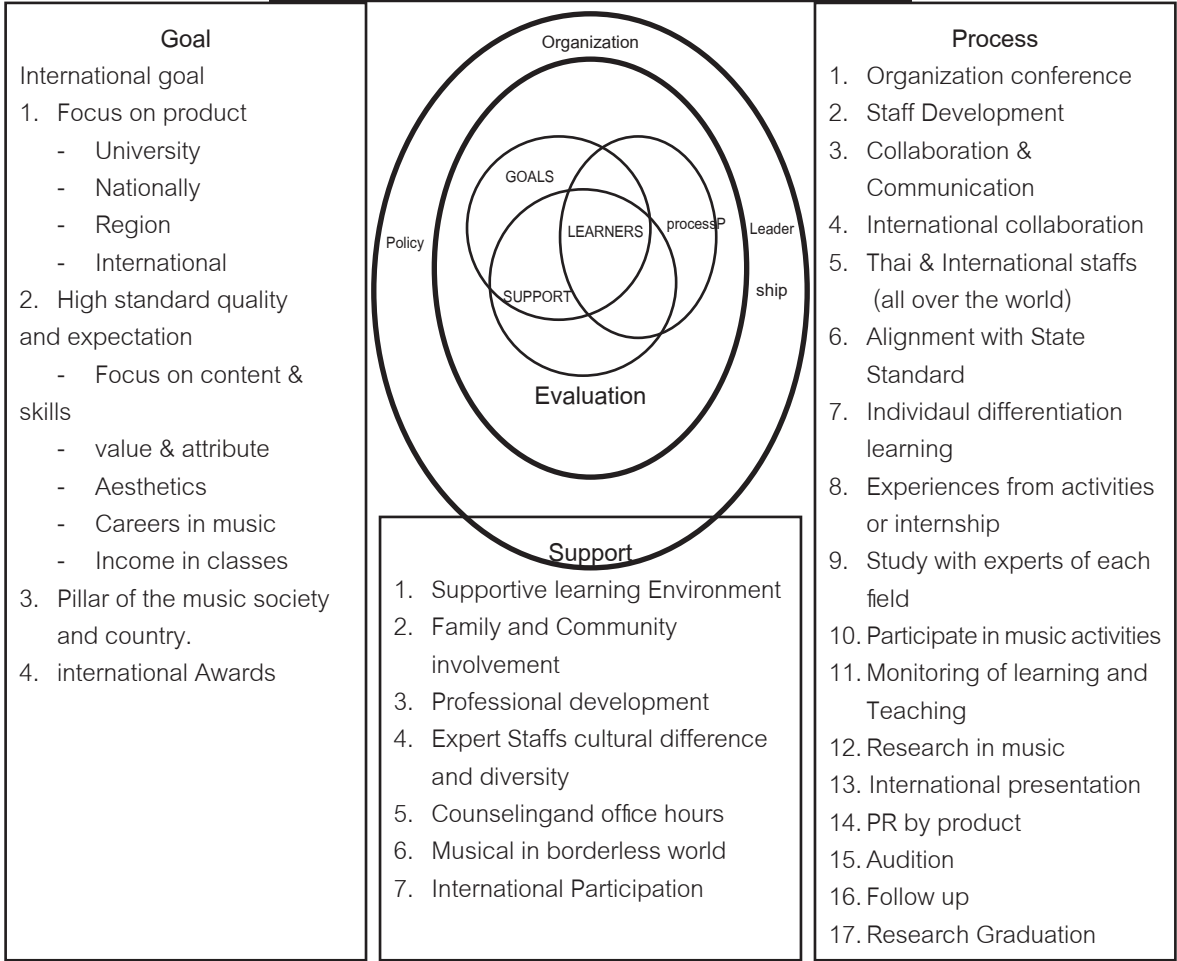 Goal
International goal
1. Focus on product
- University
- Nationally
- Region
- International
2. High standard quality
and expectation
- Focus on content &
skills
- value & attribute
- Aesthetics
- Careers in music
- Income in classes
3. Pillar of the music society
and country.
4. international Awards
Organization
GOALS
LEARNERS
processP
Policy
Leader
ship
SUPPORT
Evaluation
Support
1. Supportive learning Environment
2. Family and Community
involvement
3. Professional development
4. Expert Staffs cultural difference
and diversity
5. Counselingand office hours
6. Musical in borderless world
7. International Participation
Process
1. Organization conference
2. Staff Development
3. Collaboration &
Communication
4. International collaboration
5. Thai & International staffs
(all over the world)
6. Alignment with State
Standard
7. Individaul differentiation
learning
8. Experiences from activities
or internship
9. Study with experts of each
field
10. Participate in music activities
11. Monitoring of learning and
Teaching
12. Research in music
13. International presentation
14. PR by product
15. Audition
16. Follow up
17. Research Graduation